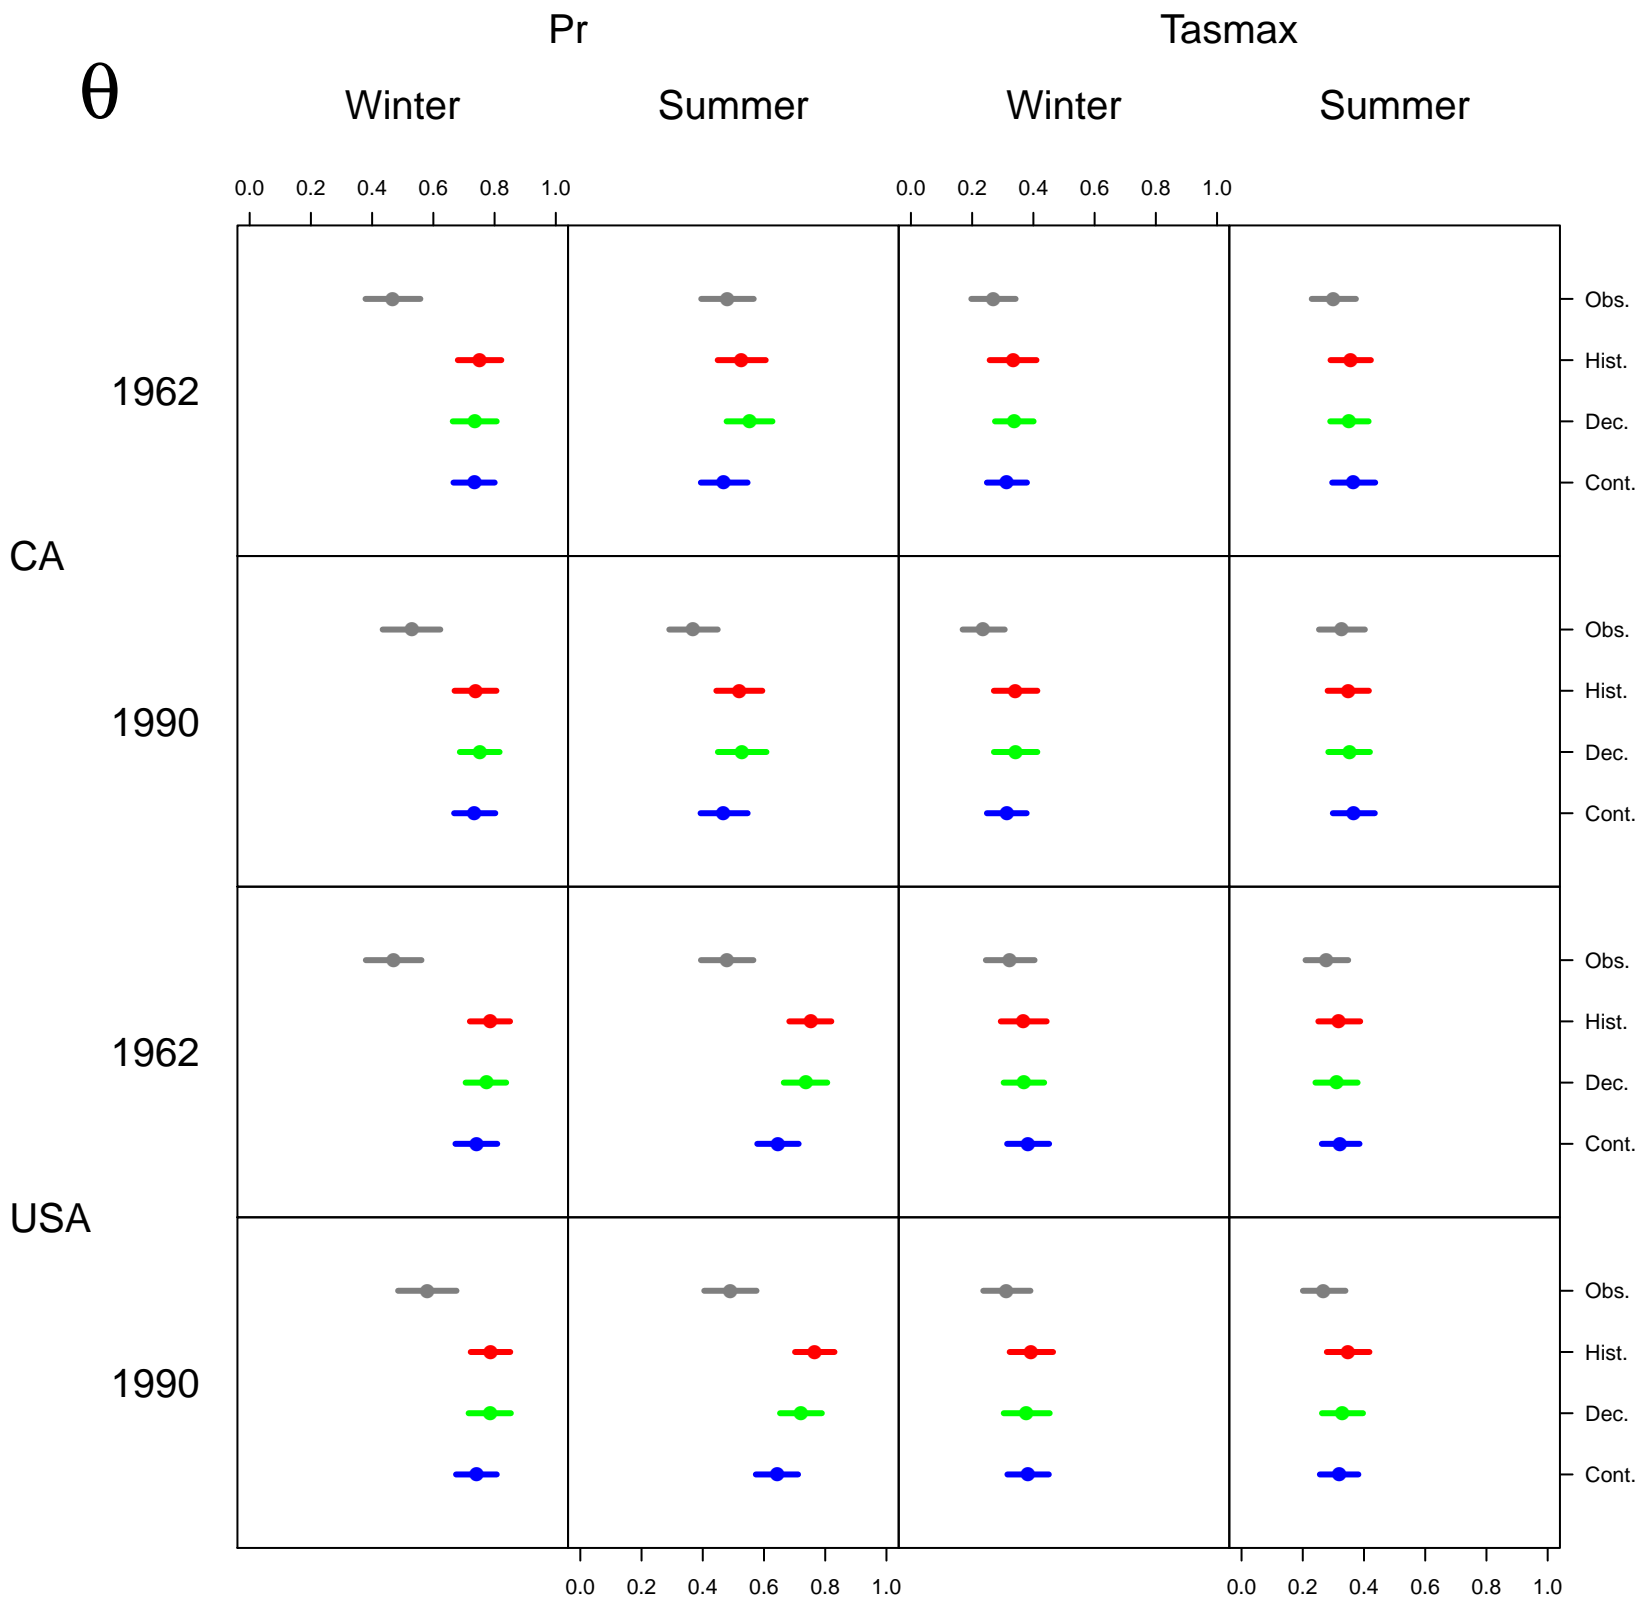 Pr Tasmax
θ
Winter Summer Winter Summer
0.0 0.2 0.4 0.6 0.8 1.0 0.0 0.2 0.4 0.6 0.8 1.0
Obs.
Hist.
1962
Dec.
Cont.
CA
Obs.
Hist.
1990
Dec.
Cont.
Obs.
Hist.
1962
Dec.
Cont.
USA
Obs.
Hist.
1990
Dec.
Cont.
0.0 0.2 0.4 0.6 0.8 1.0 0.0 0.2 0.4 0.6 0.8 1.0